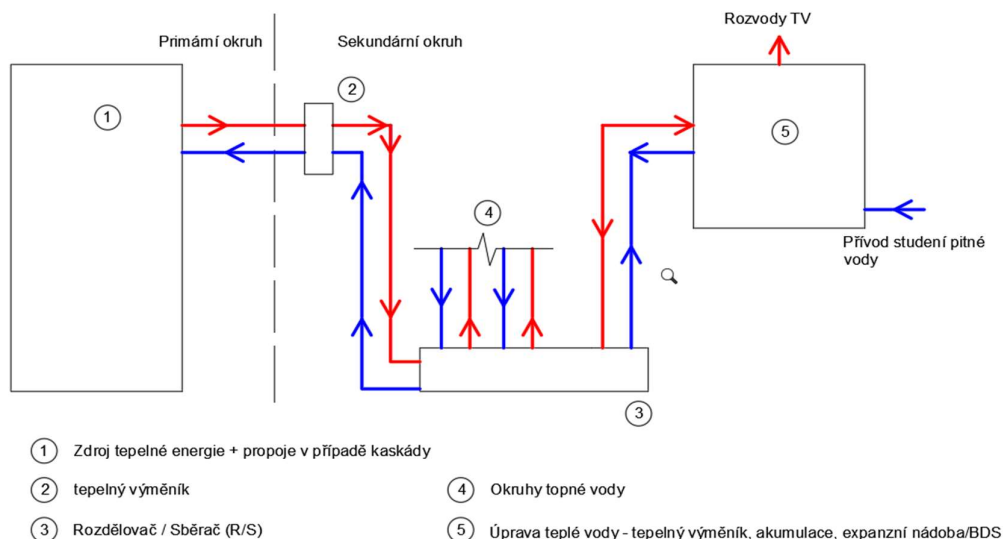 Rozvody TV
Primární okruh
Sekundární okruh
2
1
5
4
Přívod studení pitné
vody
3
1 Zdroj tepelné energie + propoje v případě kaskády
2 tepelný výměník
4 Okruhy topné vody
3 Rozdělovač / Sběrač (R/S)
5 Úprava teplé vody - tepelný výměník, akumulace, expanzní nádoba/BDS